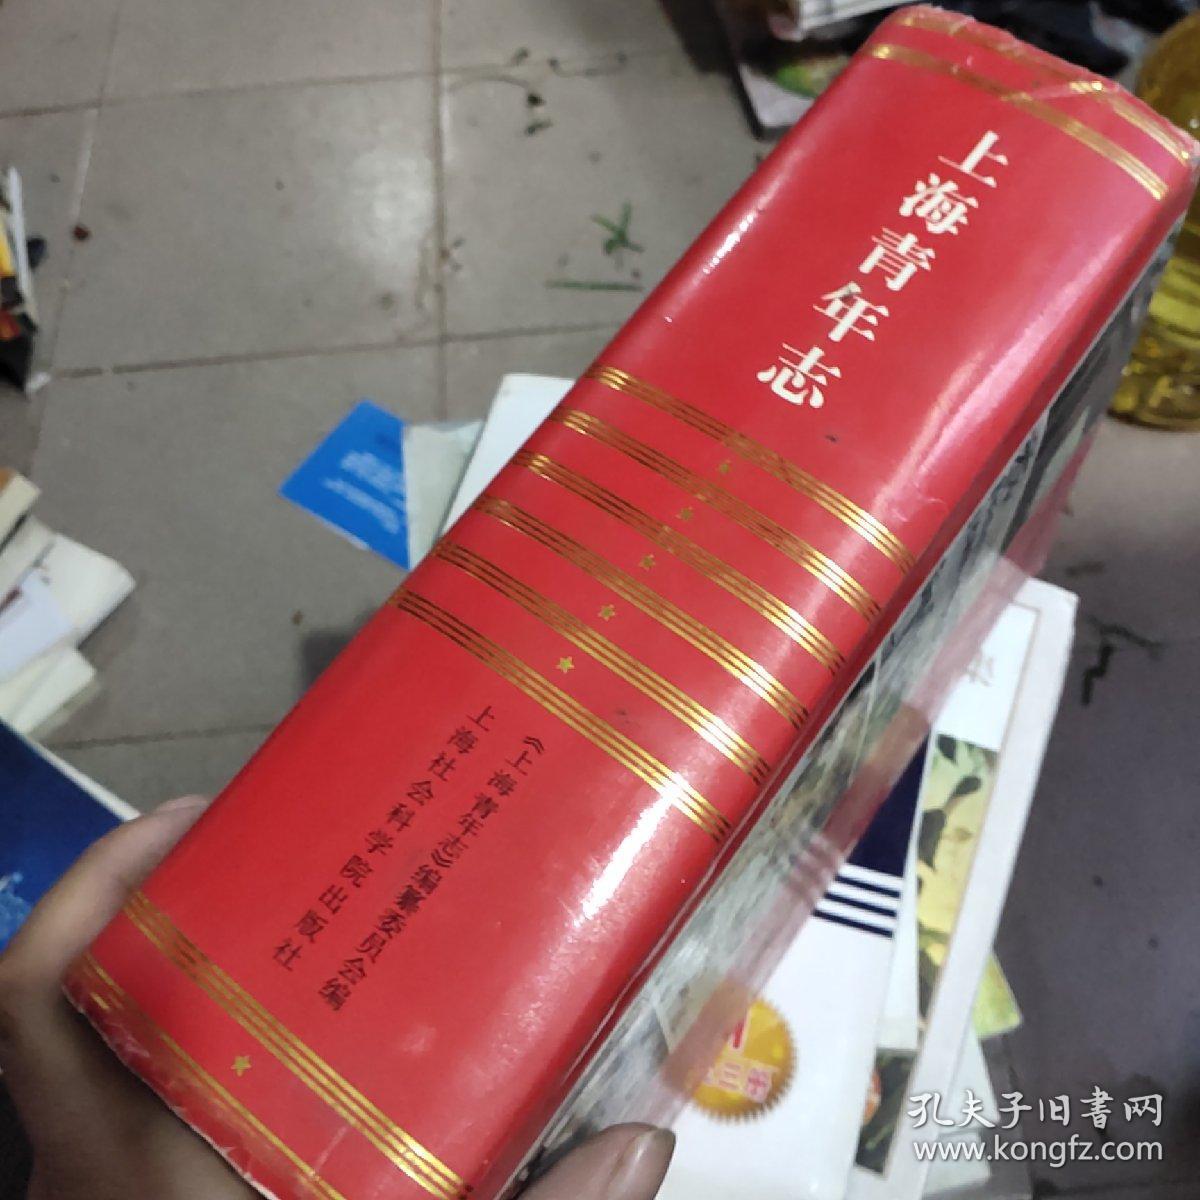 上海青年志
《上海青年志》编纂委员会编
上海社会科学院出版社
孔夫子旧書网
www.kongfz.com